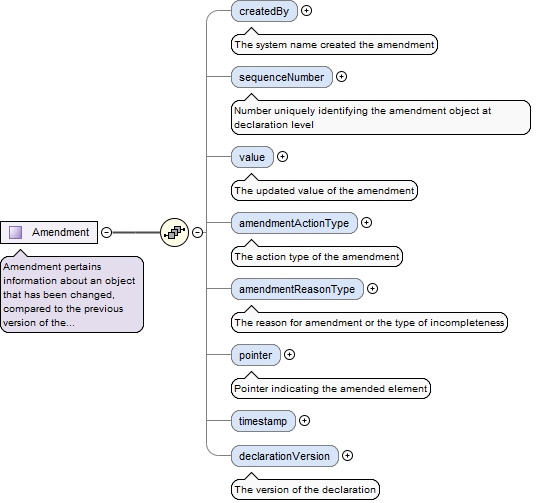 createdBy
The system name created the amendment
sequenceNumber
Number uniquely identifying the amendment object at
declaration level
value
The updated value of the amendment
amendmentActionType
Amendment
The action type of the amendment
Amendment pertains
information about an object
that has been changed,
compared to the previous
version of the...
amendmentReasonType
The reason for amendment or the type of incompleteness
pointer
Pointer indicating the amended element
timestamp
declarationVersion
The version of the declaration